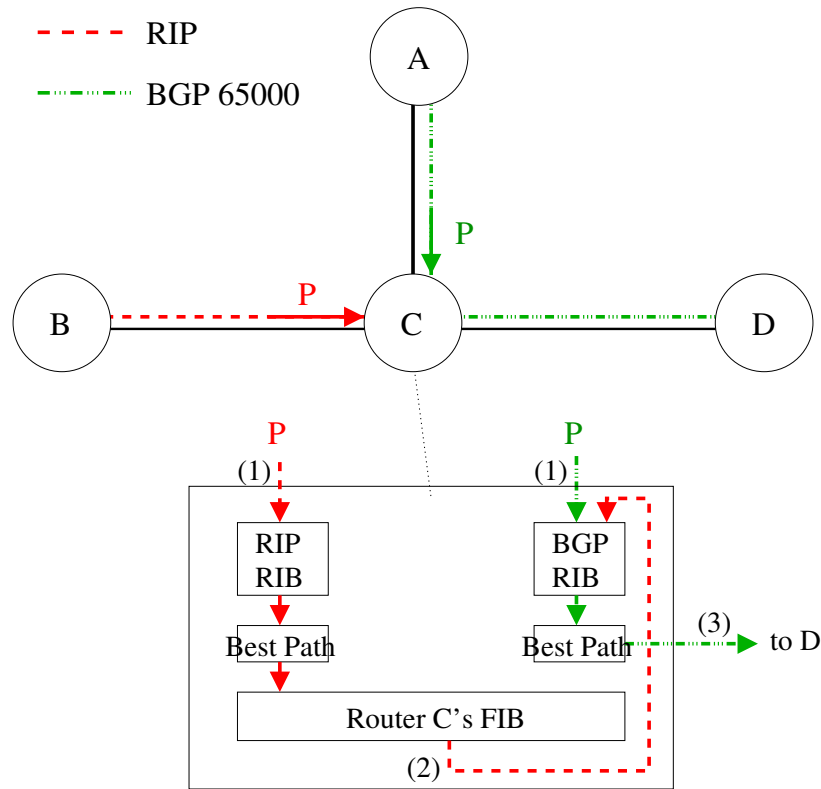 RIP
BGP 65000
A
P
P
B
C
D
P
P
(1)
(1)
RIP
RIB
BGP
RIB
Best Path
Best Path
(3)
to D
Router C's FIB
(2)